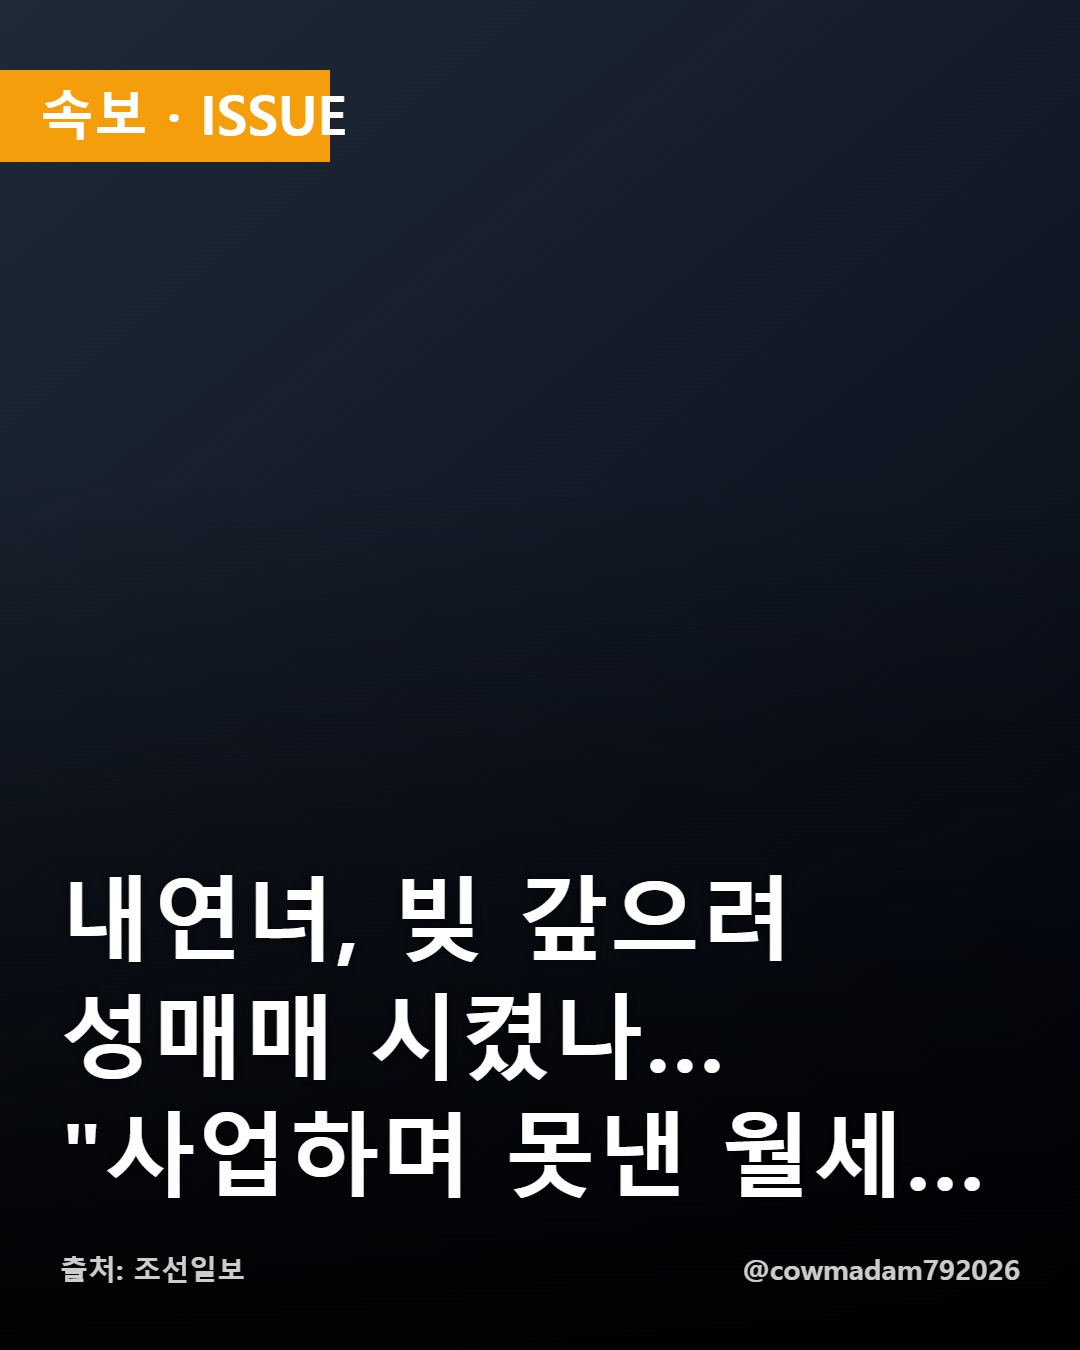 속보 · ISSUE
내연녀, 빚 갚으려
성매매 시켰나...
"사업하며 못낸 월세...
출처: 조선일보
@cowmadam792026